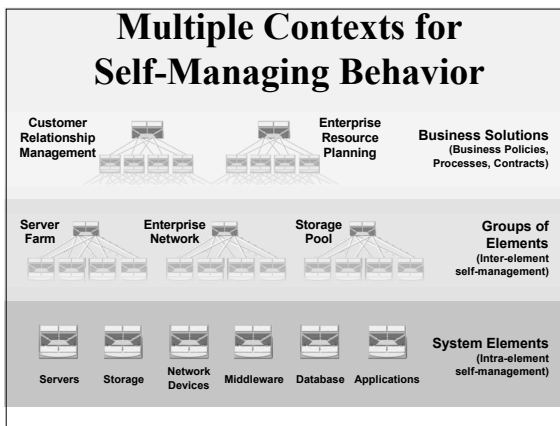 Multiple Contexts for
Self-Managing Behavior
Customer
Relationship
Management
Enterprise
Resource
Planning
Business Solutions
(Business Policies,
Processes, Contracts)
Server
Farm
Enterprise
Network
Storage
Pool
Groups of
Elements
(Inter-element
self-management)
System Elements
(Intra-element
self-management)
Servers
Storage
Network
Devices
Middleware
Database
Applications